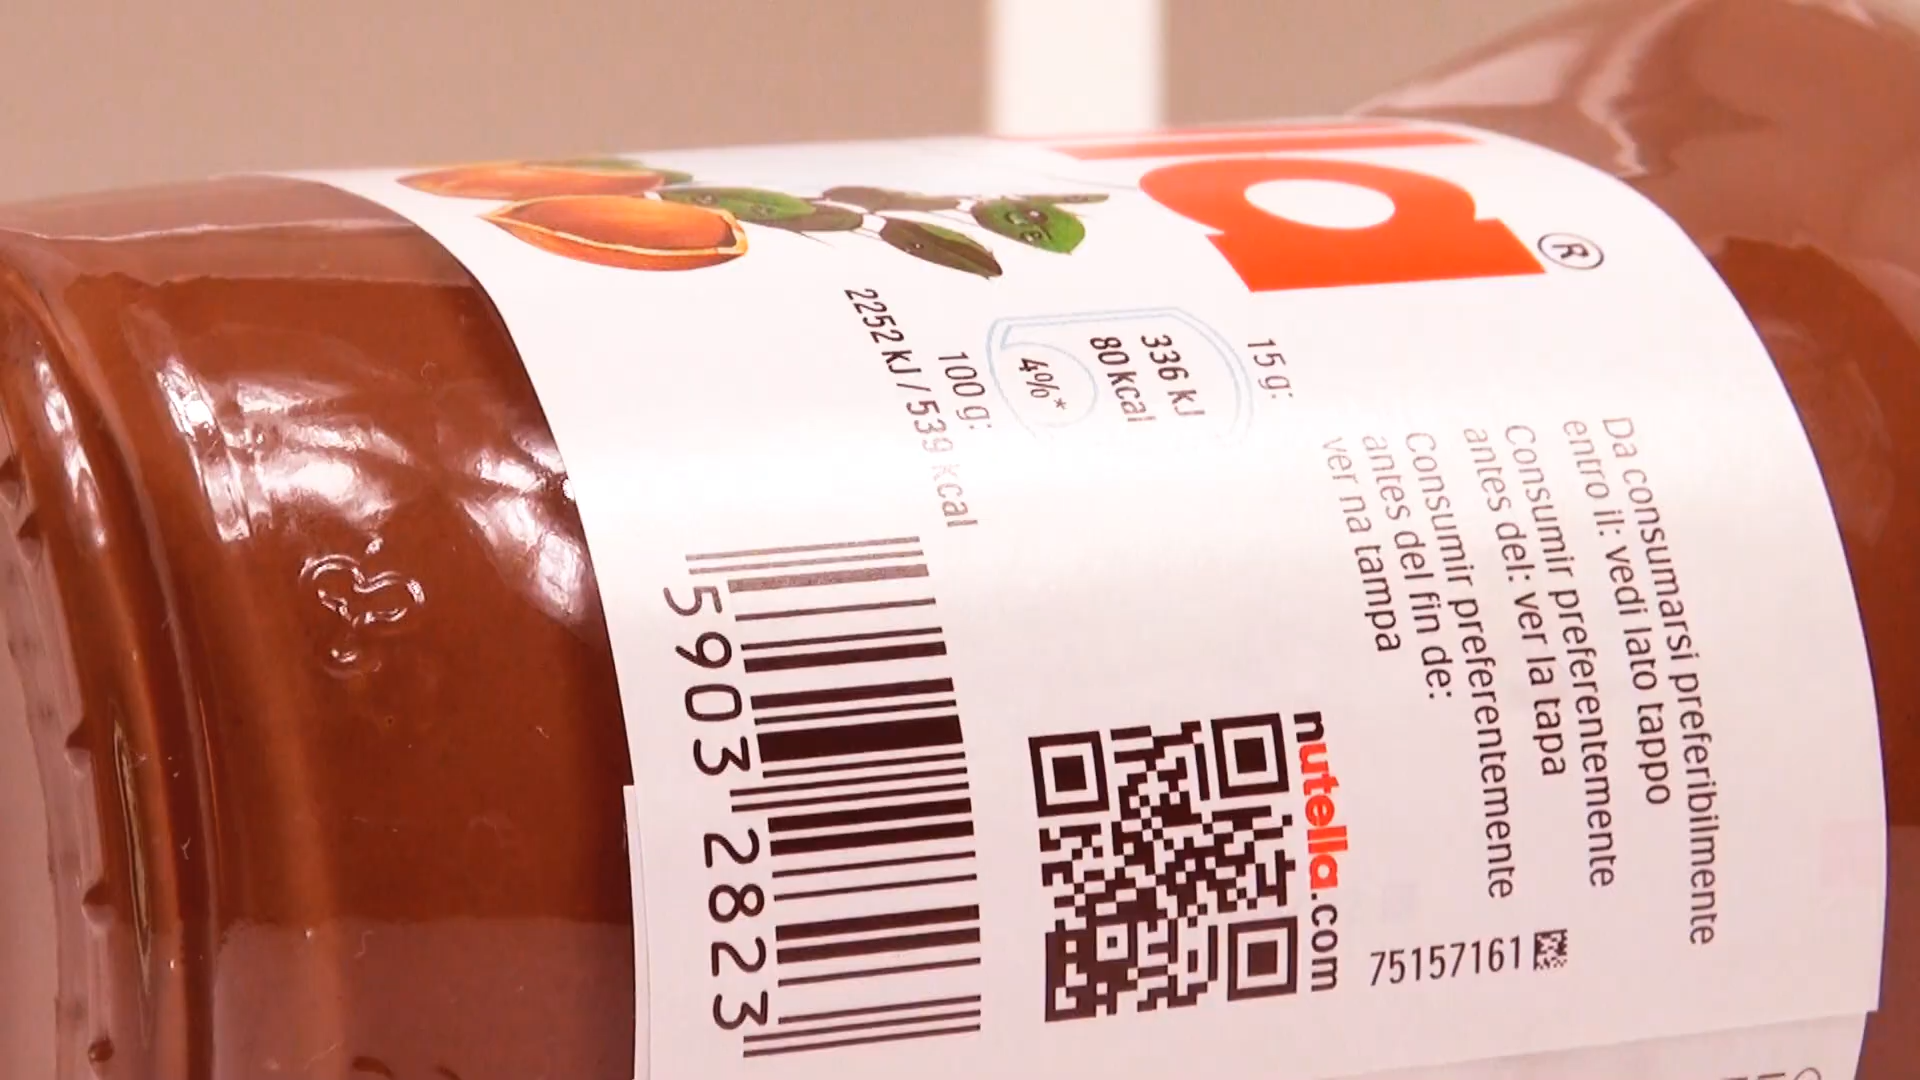 lla®
15 g:
336 kJ
80 kcal
4%*
100 g:
2252 kJ / 539 kcal
Da consumarsi preferibilmente
entro il: vedi lato tappo
Consumir preferentemente
antes del: ver la tapa
Consumir preferentemente
antes del fin de:
ver na tampa
nutella.com
75157161
5903 2823